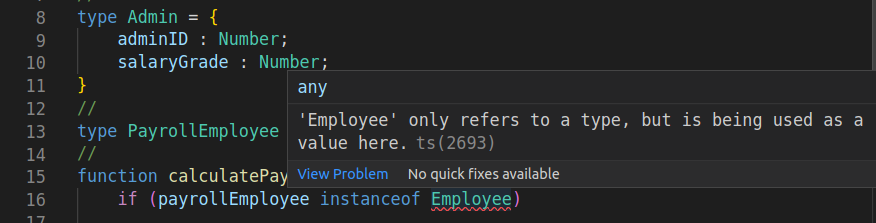 //
8 type Admin = {
9 adminID : Number;
10 salaryGrade : Number;
11 }
any
12 //
'Employee' only refers to a type, but is being used as a
13 type PayrollEmployee
value here. ts(2693)
14 //
15 function calculatePay
View Problem No quick fixes available
16 if (payrollEmployee instanceof Employee)
17